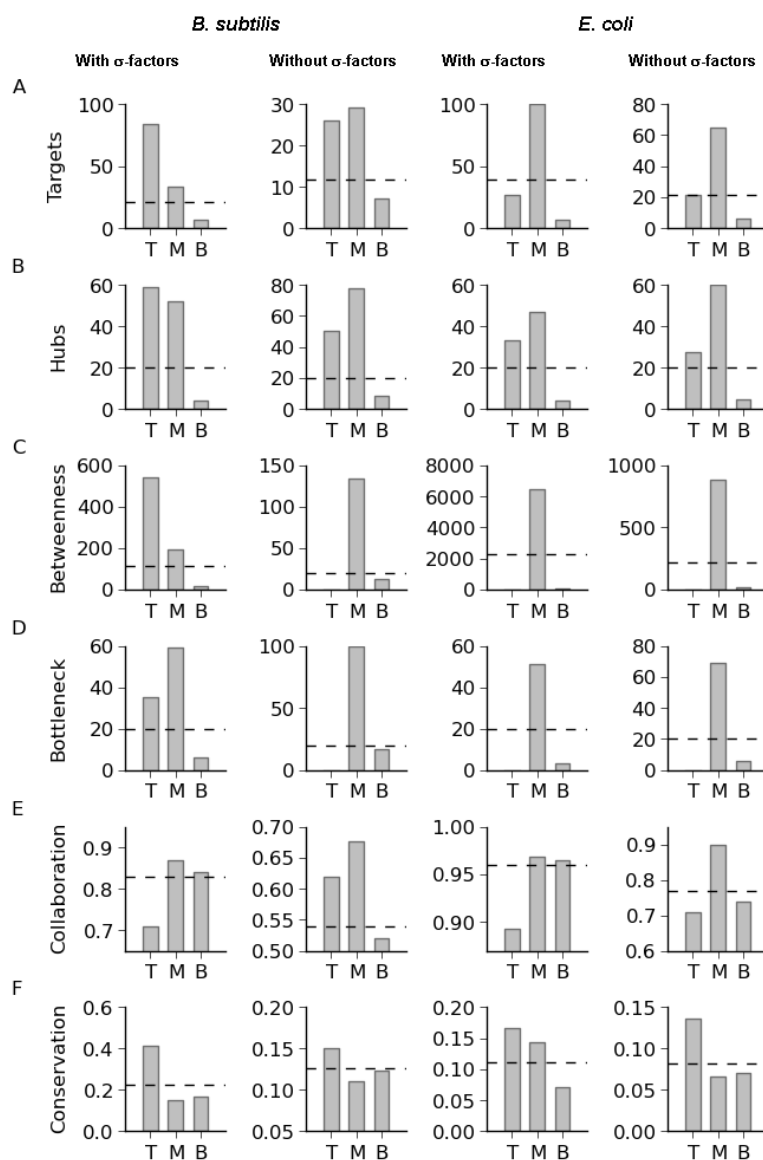 B. subtilis E. coli
With σ-factors Without σ-factors With σ-factors Without σ-factors
A
Targets
100 50 0 T M B
30 20 10 0 T M B
100 50 0 T M B
80 60 40 20 0 T M B
B
Hubs
60 40 20 0 T M B
80 60 40 20 0 T M B
60 40 20 0 T M B
60 40 20 0 T M B
C
Betweenness
600 400 200 0 T M B
150 100 50 0 T M B
8000 6000 4000 2000 0 T M B
1000 500 0 T M B
D
Bottleneck
60 40 20 0 T M B
100 50 0 T M B
60 40 20 0 T M B
80 60 40 20 0 T M B
E
Collaboration
0.9 0.8 0.7 T M B
0.70 0.65 0.60 0.55 0.50 T M B
1.00 0.95 0.90 T M B
0.9 0.8 0.7 0.6 T M B
F
Conservation
0.6 0.4 0.2 0.0 T M B
0.20 0.15 0.10 0.05 T M B
0.20 0.15 0.10 0.05 0.00 T M B
0.15 0.10 0.05 0.00 T M B